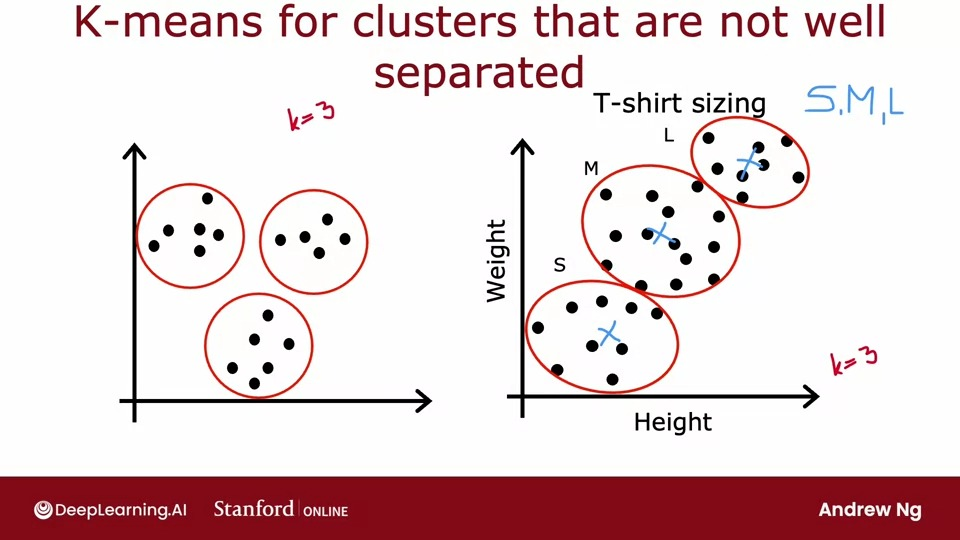 K-means for clusters that are not well
separated
k=3
T-shirt sizing
S,M,L
L
M
S
Weight
Height
k=3
DeepLearning.AI
Stanford | ONLINE
Andrew Ng